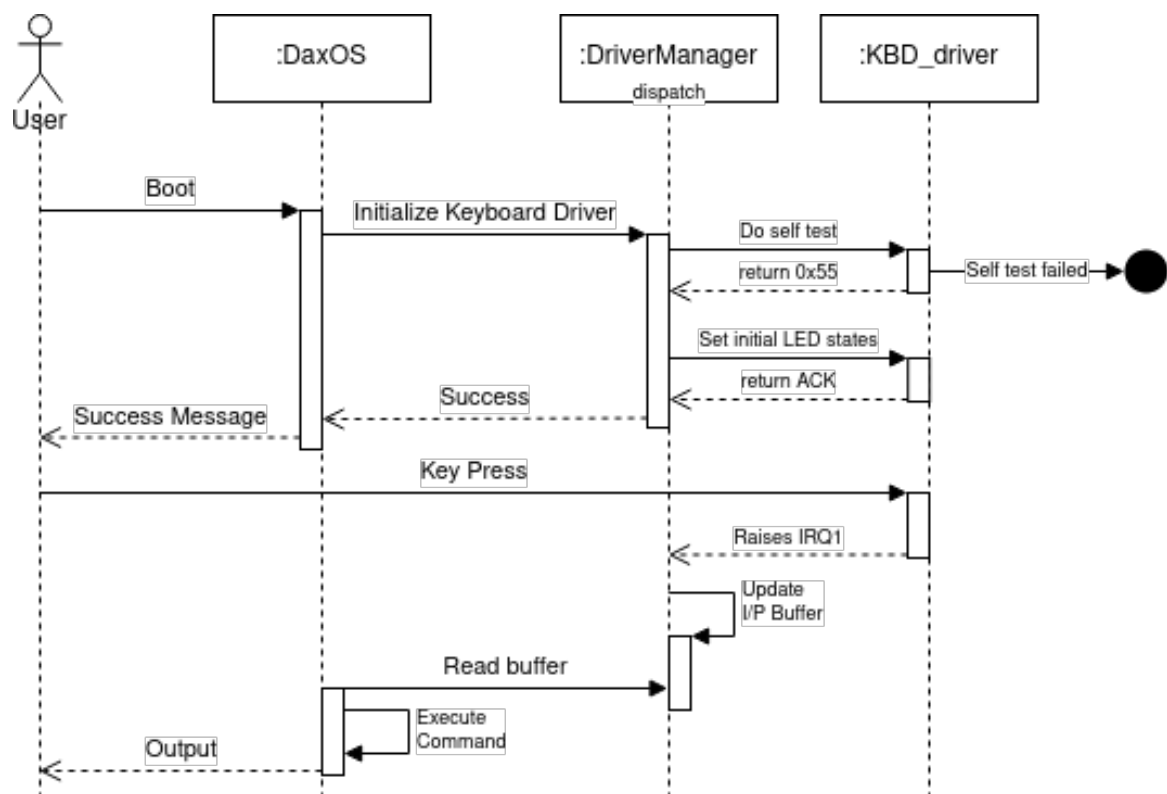 :DaxOS
:DriverManager
:KBD_driver
dispatch
User
Boot
Initialize Keyboard Driver
Do self test
return 0x55
Self test failed
Set initial LED states
return ACK
Success
Success Message
Key Press
Raises IRQ1
Update
I/P Buffer
Read buffer
Execute
Command
Output